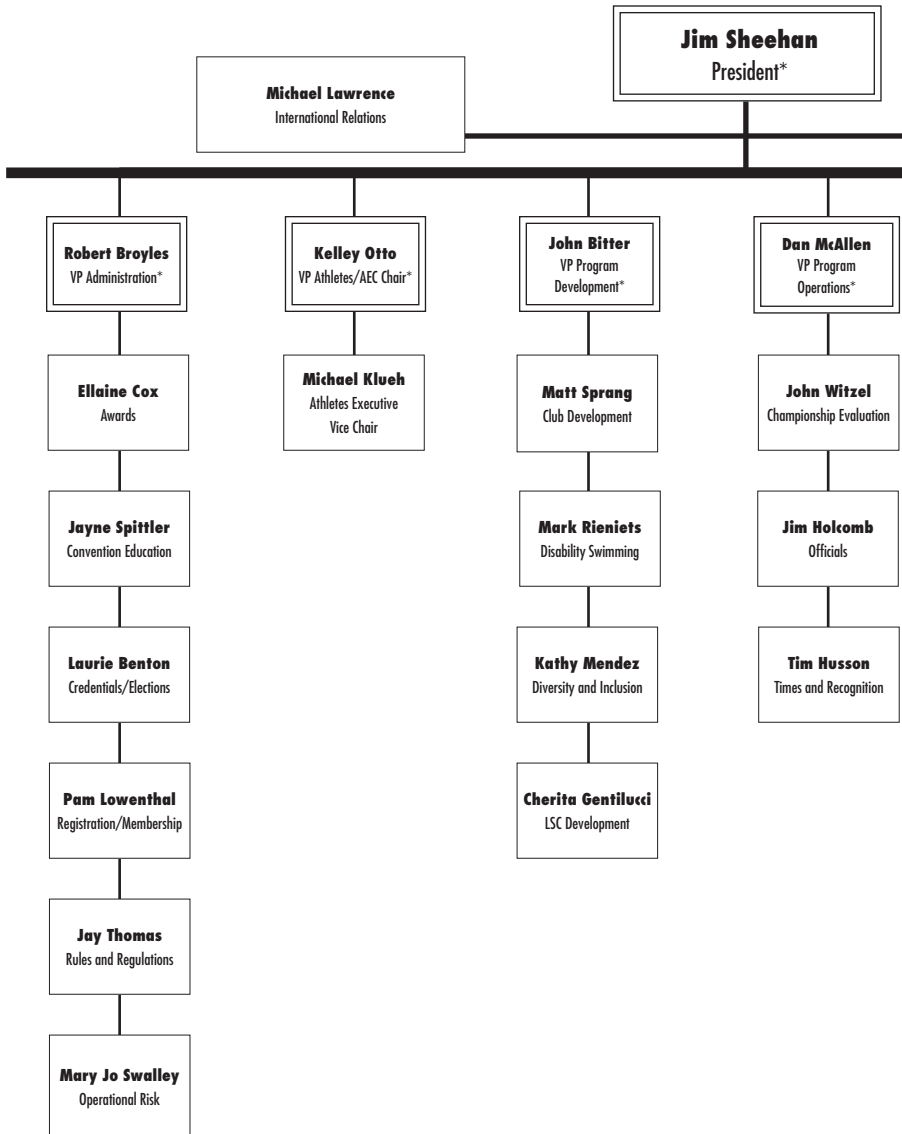 Jim Sheehan
President*
Michael Lawrence
International Relations
Robert Broyles
VP Administration*
Kelley Otto
VP Athletes/AEC Chair*
John Bitter
VP Program
Development*
Dan McAllen
VP Program
Operations*
Ellaine Cox
Awards
Michael Klueh
Athletes Executive
Vice Chair
Matt Sprang
Club Development
John Witzel
Championship Evaluation
Jayne Spittler
Convention Education
Mark Rieniets
Disability Swimming
Jim Holcomb
Officials
Laurie Benton
Credentials/Elections
Kathy Mendez
Diversity and Inclusion
Tim Husson
Times and Recognition
Pam Lowenthal
Registration/Membership
Cherita Gentilucci
LSC Development
Jay Thomas
Rules and Regulations
Mary Jo Swalley
Operational Risk